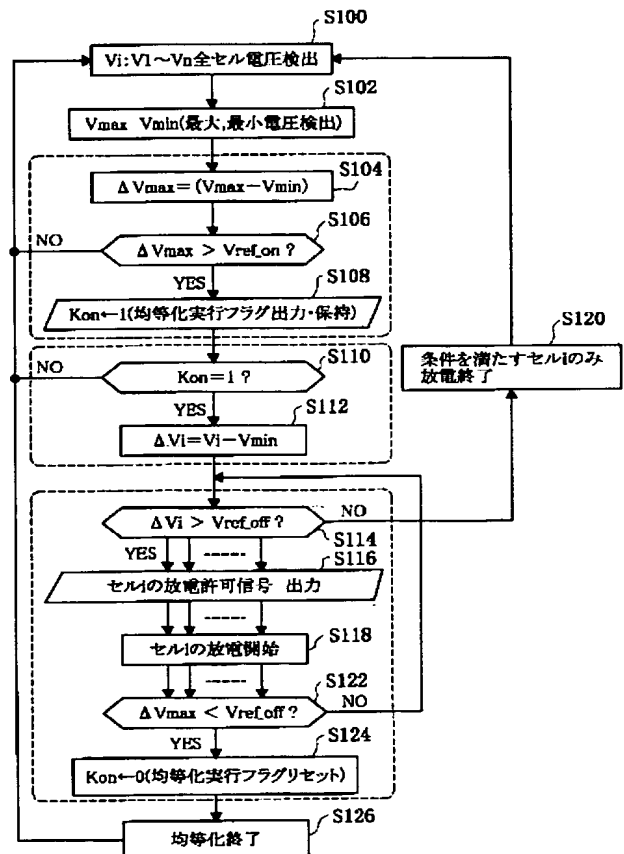 S100
Vi:V1～Vn全セル電圧検出
S102
Vmax Vmin(最大,最小電圧検出)
S104
ΔVmax=(Vmax−Vmin)
S106
NO
ΔVmax > Vref_on ?
YES
S108
Kon←1(均等化実行フラグ出力・保持)
S110
NO
Kon=1 ?
YES
S112
ΔVi=Vi−Vmin
S120
条件を満たすセルiのみ
放電終了
ΔVi > Vref_off ?
NO
S114
YES
S116
セルiの放電許可信号 出力
S118
セルiの放電開始
S122
ΔVmax < Vref_off ?
NO
YES
S124
Kon←0(均等化実行フラグリセット)
S126
均等化終了